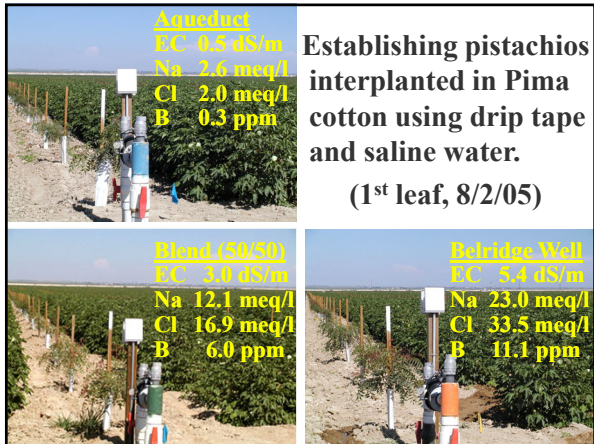 Aqueduct
EC 0.5 dS/m
Na 2.6 meq/l
Cl 2.0 meq/l
B 0.3 ppm
Establishing pistachios
interplanted in Pima
cotton using drip tape
and saline water.
(1st leaf, 8/2/05)
Blend (50/50)
EC 3.0 dS/m
Na 12.1 meq/l
Cl 16.9 meq/l
B 6.0 ppm
Belridge Well
EC 5.4 dS/m
Na 23.0 meq/l
Cl 33.5 meq/l
B 11.1 ppm